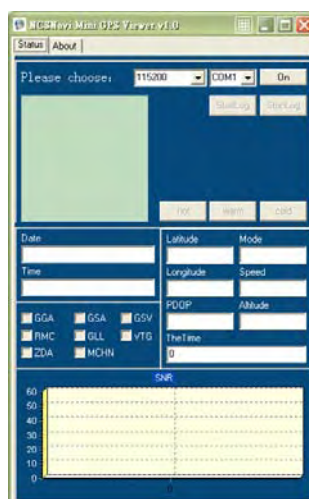 NCSNavi Mini GPS Viewer v1.0
Status About
Please choose: 115200 COM1 On
StartLog StopLog
hot warm cold
Date
Time
Latitude Mode
Longitude Speed
PDOP Altitude
TheTime
0
GGA GSA GSV
RMC GLL VTG
ZDA MCHN
SNR
60
50
40
30
20
10
0
0